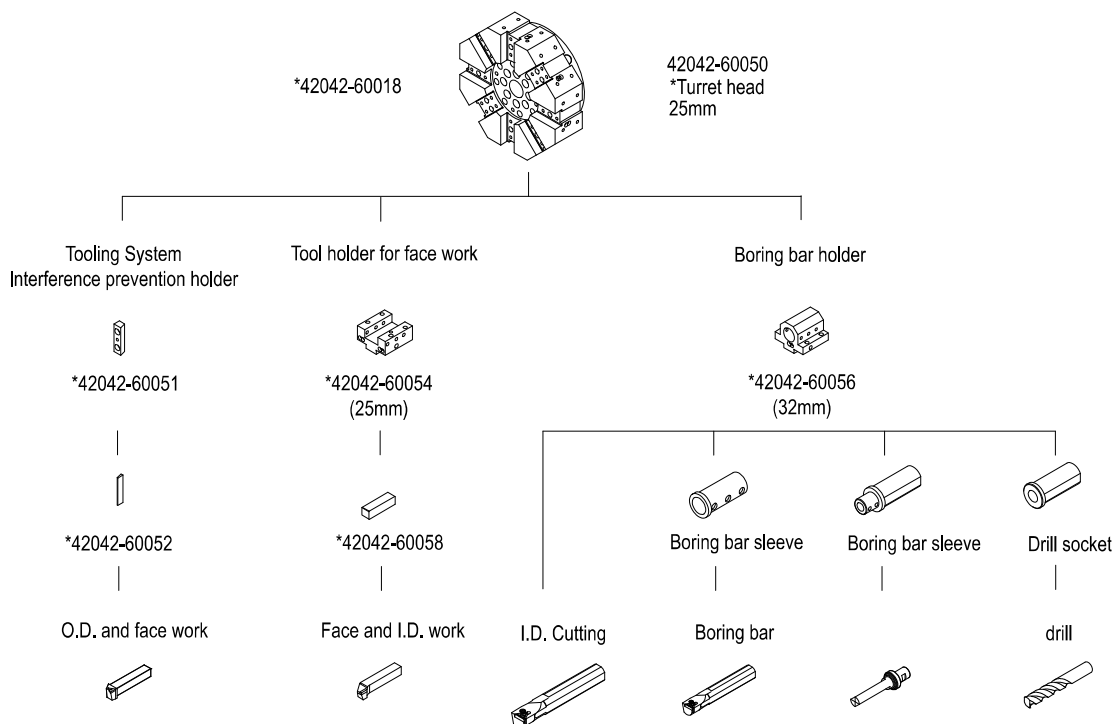 *42042-60018
42042-60050
*Turret head
25mm
Tooling System
Interference prevention holder
Tool holder for face work
Boring bar holder
*42042-60051
*42042-60054
(25mm)
*42042-60056
(32mm)
*42042-60052
*42042-60058
Boring bar sleeve
Boring bar sleeve
Drill socket
O.D. and face work
Face and I.D. work
I.D. Cutting
Boring bar
drill